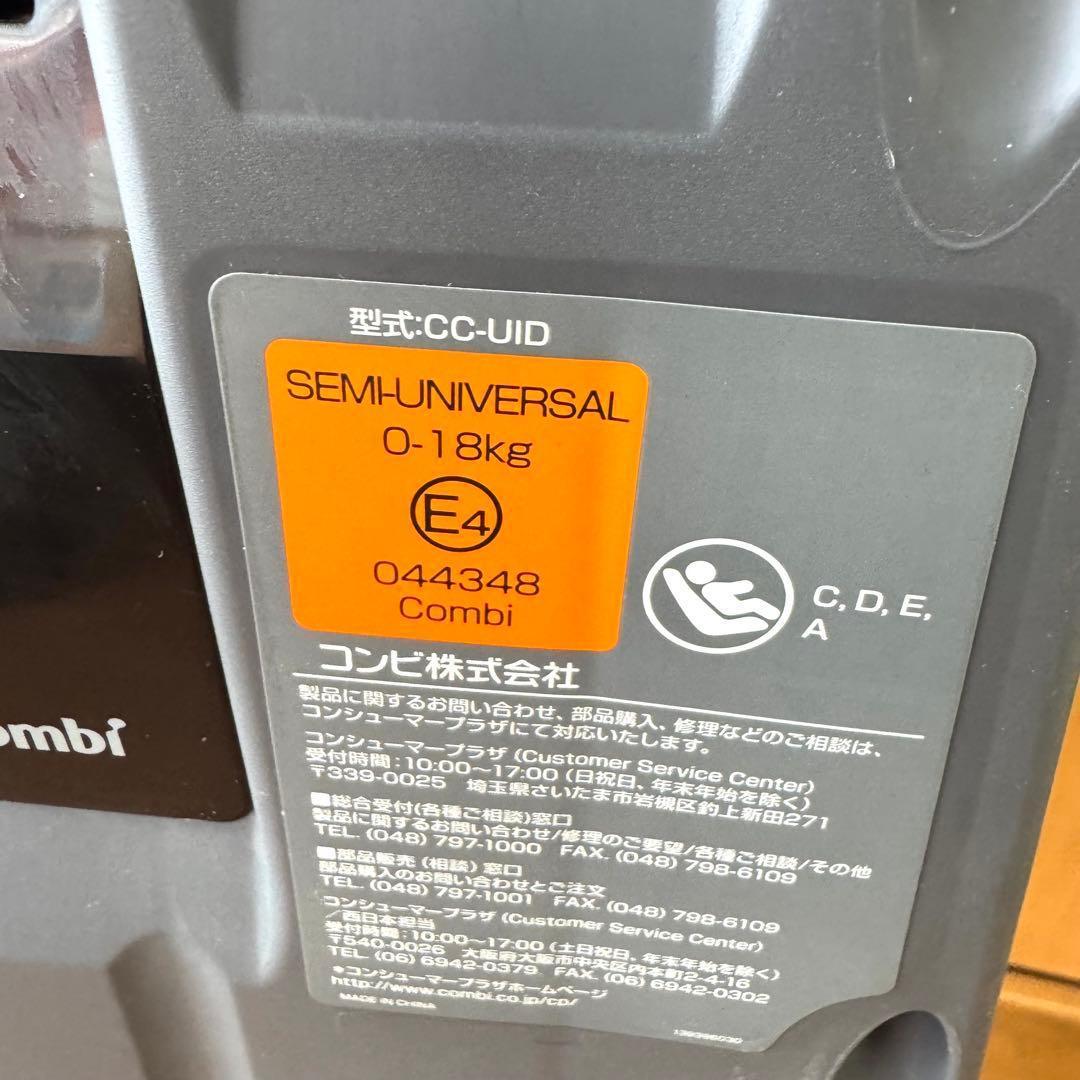 型式:CC-UID
SEMI-UNIVERSAL
0-18kg
E4
044348
Combi
C, D, E,
A
コンビ株式会社
製品に関するお問い合わせ、部品購入、修理などのご相談は、
コンシューマープラザにて対応いたします。
コンシューマープラザ (Customer Service Center)
受付時間:10:00~17:00 (日祝日、年末年始を除く)
〒339-0025 埼玉県さいたま市岩槻区釣上新田271
■総合受付(各種ご相談)窓口
製品に関するお問い合わせ/修理のご要望/各種ご相談/その他
TEL. (048) 797-1000 FAX. (048) 798-6109
■部品販売 (相談) 窓口
部品購入のお問い合わせとご注文
TEL. (048) 797-1001 FAX. (048) 798-6109
コンシューマープラザ (Customer Service Center)
/西日本担当
受付時間:10:00~17:00 (土日祝日、年末年始を除く)
〒540-0026 大阪府大阪市中央区内本町2-4-16
TEL. (06) 6942-0379 FAX. (06) 6942-0302
*コンシューマープラザホームページ
http://www.combi.co.jp/cp/
MADE IN CHINA
ombi